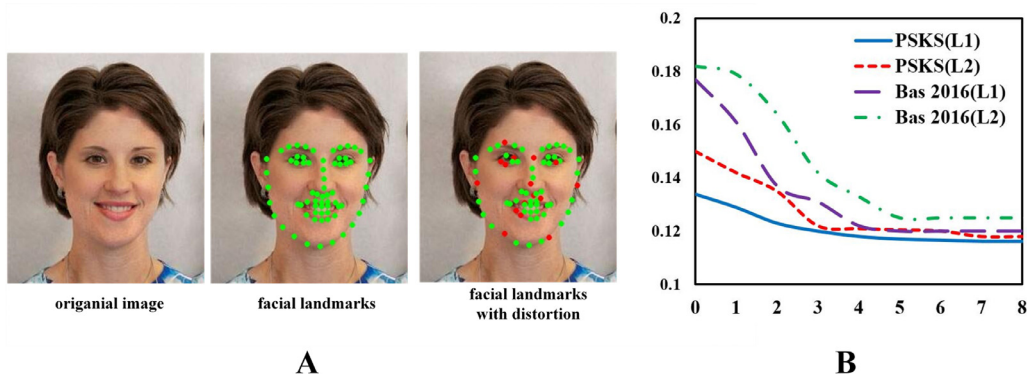 origanial image
facial landmarks
facial landmarks
with distortion
A
0.2
0.18
0.16
0.14
0.12
0.1
0 1 2 3 4 5 6 7 8
PSKS(L1)
PSKS(L2)
Bas 2016(L1)
Bas 2016(L2)
B